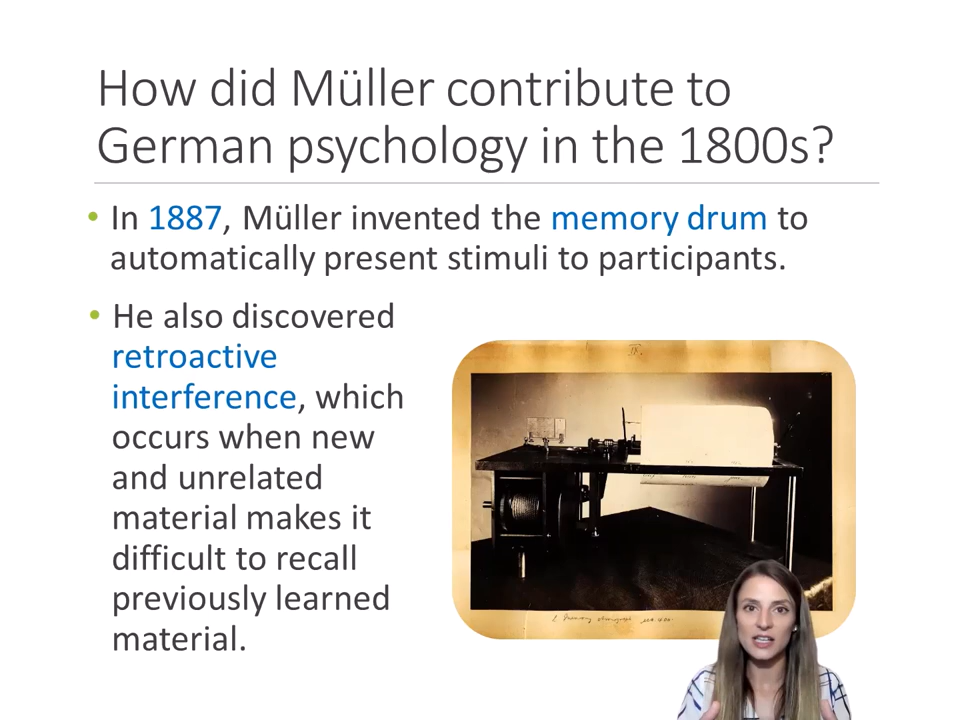 How did Müller contribute to
German psychology in the 1800s?
• In 1887, Müller invented the memory drum to
automatically present stimuli to participants.
• He also discovered
retroactive
interference, which
occurs when new
and unrelated
material makes it
difficult to recall
previously learned
material.